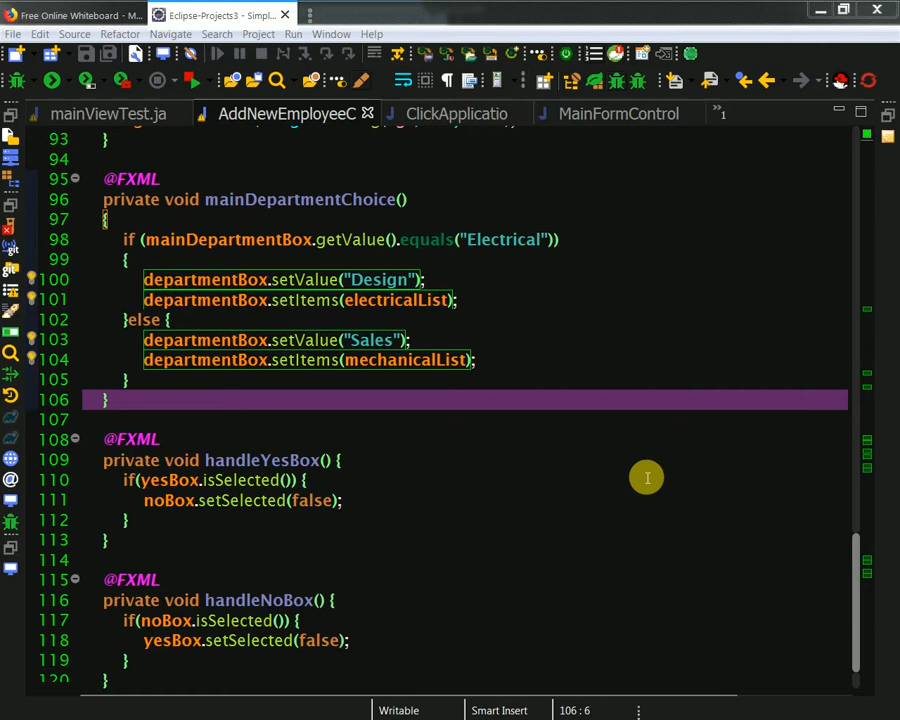 Free Online Whiteboard - M...
Eclipse-Projects3 - Simpl...
File Edit Source Refactor Navigate Search Project Run Window Help
mainViewTest.ja AddNewEmployeeC ClickApplicatio MainFormControl »1
93 }
94
95 @FXML
96 private void mainDepartmentChoice()
97 {
98 if (mainDepartmentBox.getValue().equals("Electrical"))
99 {
100 departmentBox.setValue("Design");
101 departmentBox.setItems(electricalList);
102 }else {
103 departmentBox.setValue("Sales");
104 departmentBox.setItems(mechanicalList);
105 }
106 }
107
108 @FXML
109 private void handleYesBox() {
110 if(yesBox.isSelected()) {
111 noBox.setSelected(false);
112 }
113 }
114
115 @FXML
116 private void handleNoBox() {
117 if(noBox.isSelected()) {
118 yesBox.setSelected(false);
119 }
120 }
Writable Smart Insert 106 : 6